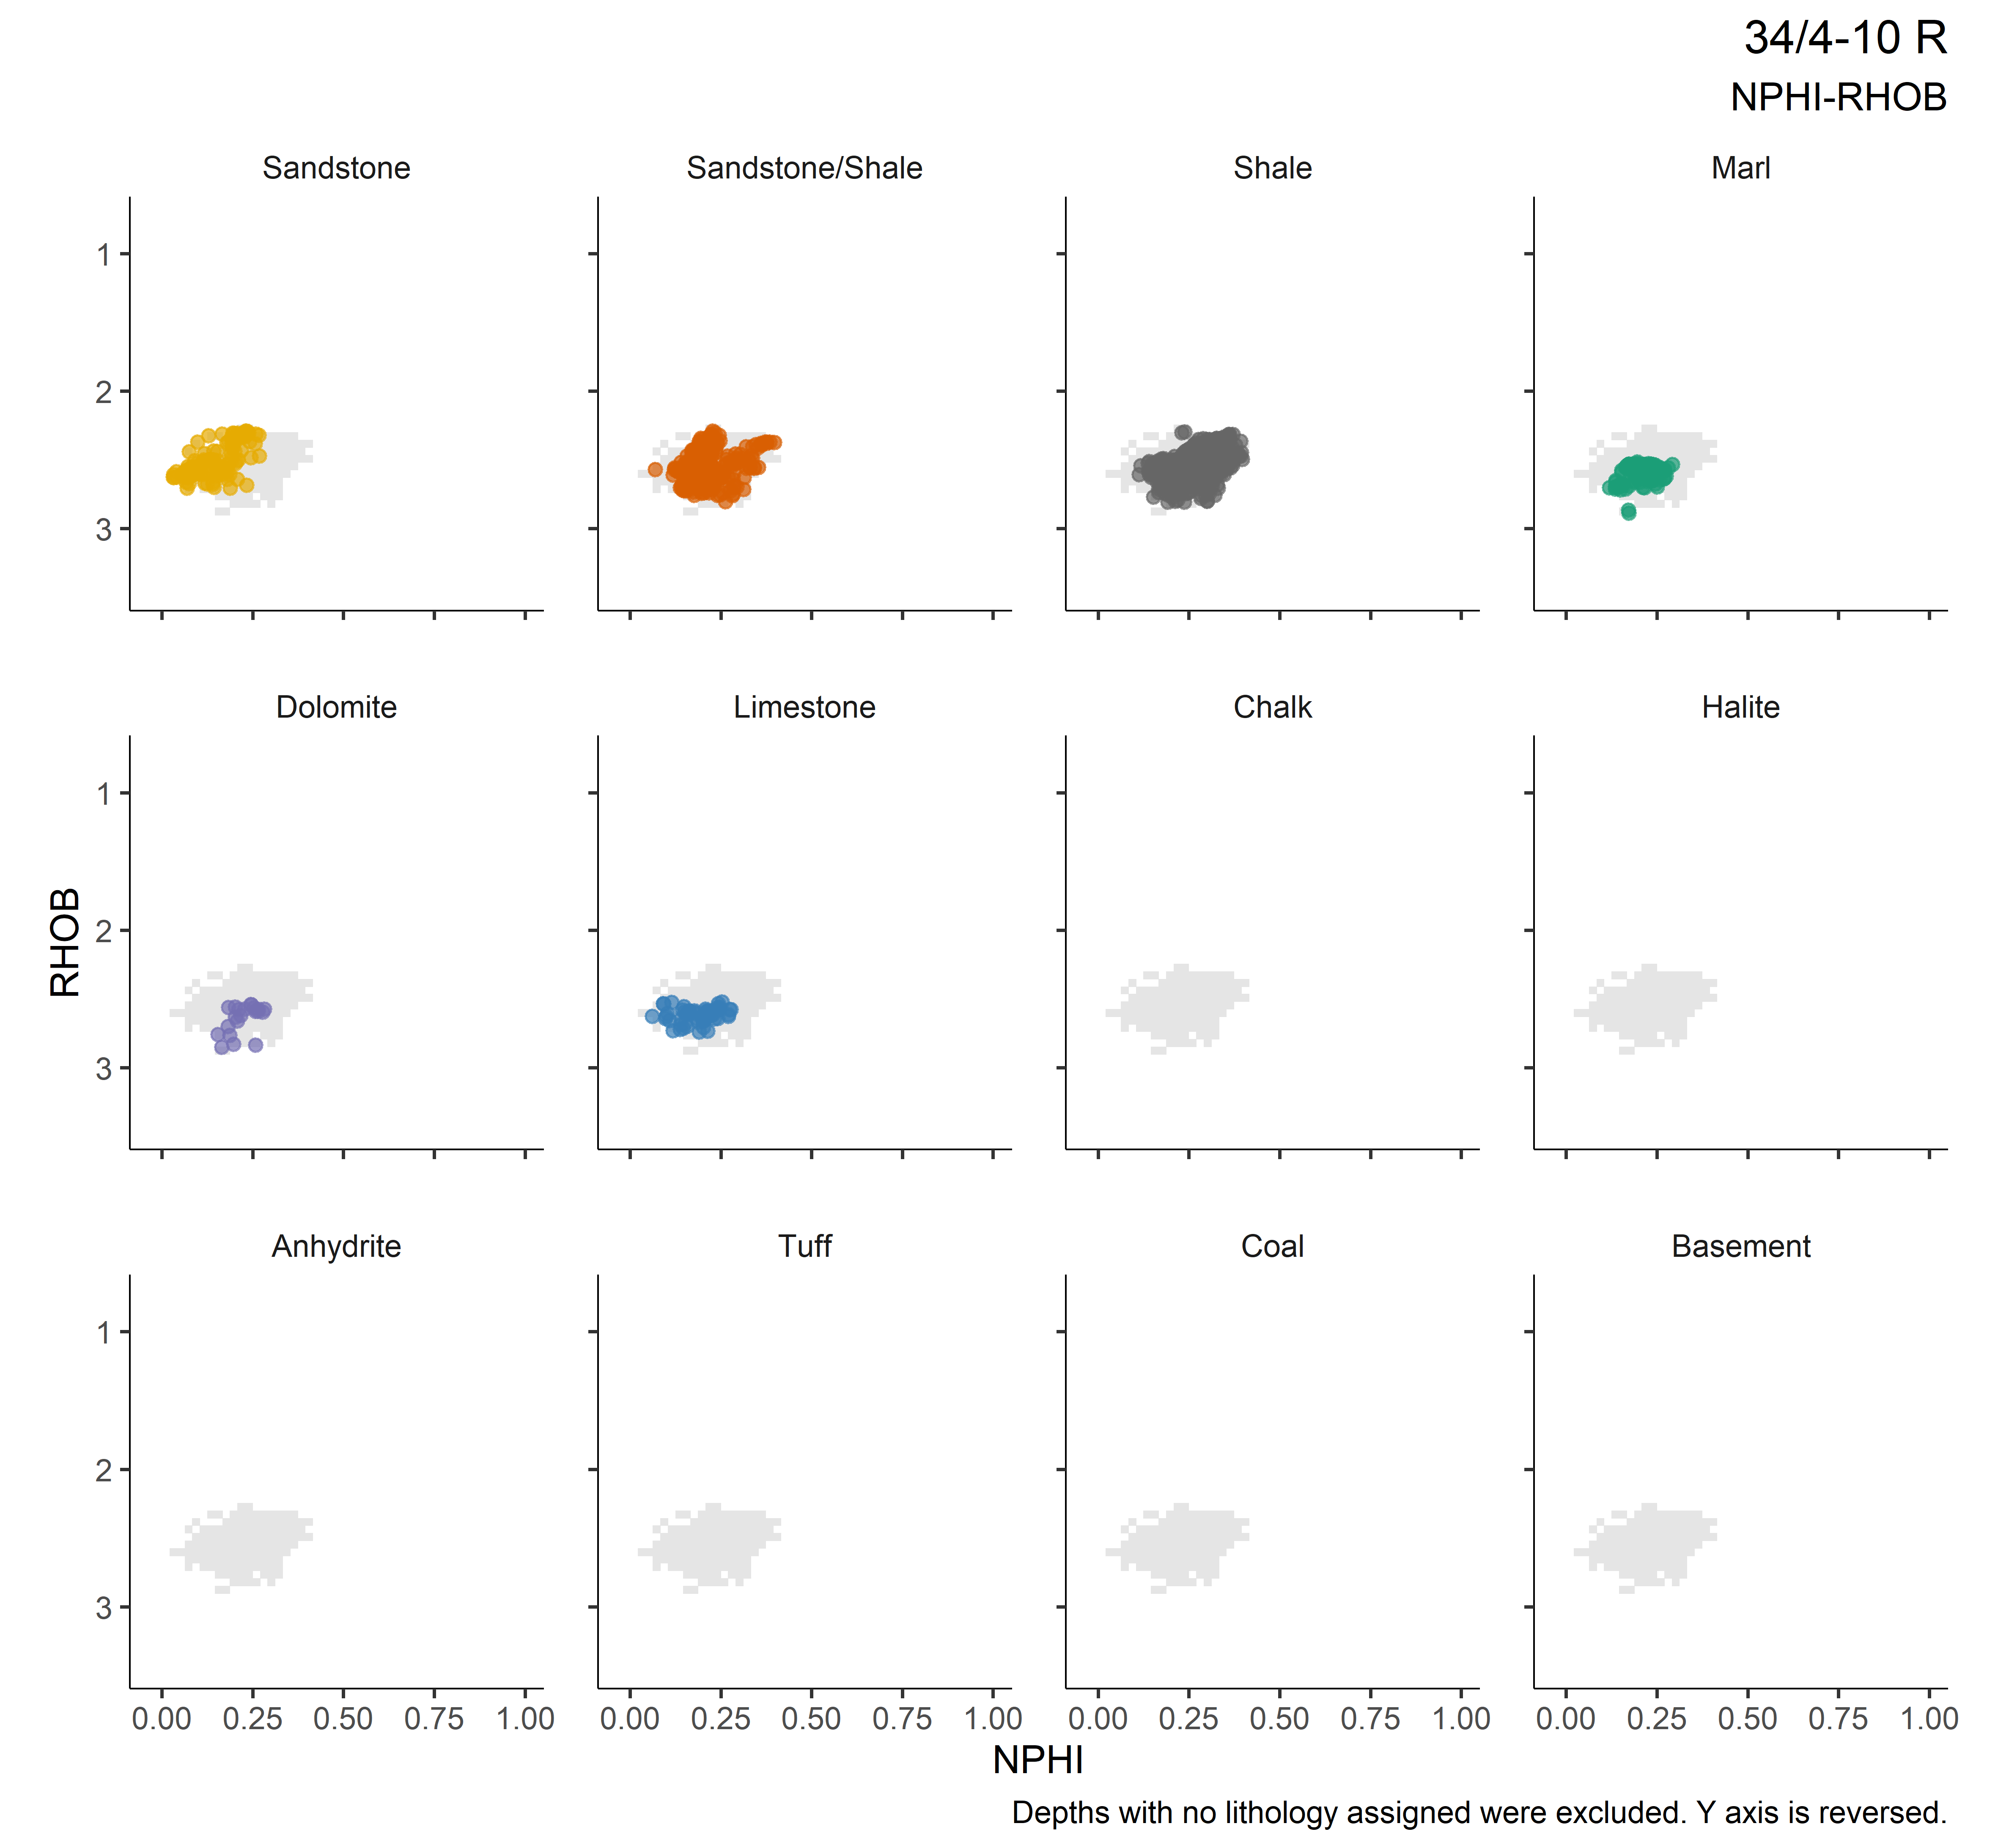 34/4-10 R
NPHI-RHOB
Sandstone
Sandstone/Shale
Shale
Marl
1
2
3
Dolomite
Limestone
Chalk
Halite
RHOB
1
2
3
Anhydrite
Tuff
Coal
Basement
1
2
3
0.00 0.25 0.50 0.75 1.00
0.00 0.25 0.50 0.75 1.00
0.00 0.25 0.50 0.75 1.00
0.00 0.25 0.50 0.75 1.00
NPHI
Depths with no lithology assigned were excluded. Y axis is reversed.